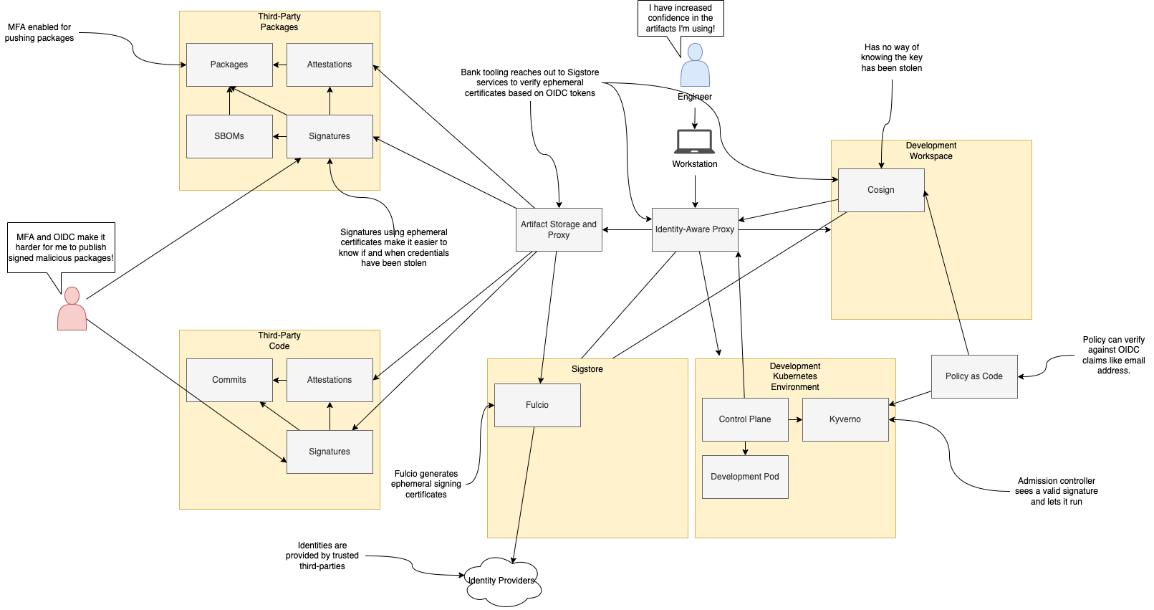 MFA enabled for
pushing packages
Third-Party
Packages
Packages
Attestations
SBOMs
Signatures
I have increased
confidence in the
artifacts I'm using!
Engineer
Bank tooling reaches out to Sigstore
services to verify ephemeral
certificates based on OIDC tokens
Workstation
Has no way of
knowing the key
has been stolen
Development
Workspace
Cosign
MFA and OIDC make it
harder for me to publish
signed malicious packages!
Signatures using ephemeral
certificates make it easier to
know if and when credentials
have been stolen
Artifact Storage and
Proxy
Identity-Aware Proxy
Third-Party
Code
Commits
Attestations
Signatures
Sigstore
Fulcio
Fulcio generates
ephemeral signing
certificates
Development
Kubernetes
Environment
Control Plane
Kyverno
Development Pod
Policy as Code
Policy can verify
against OIDC
claims like email
address.
Admission controller
sees a valid signature
and lets it run
Identities are
provided by trusted
third-parties
Identity Providers